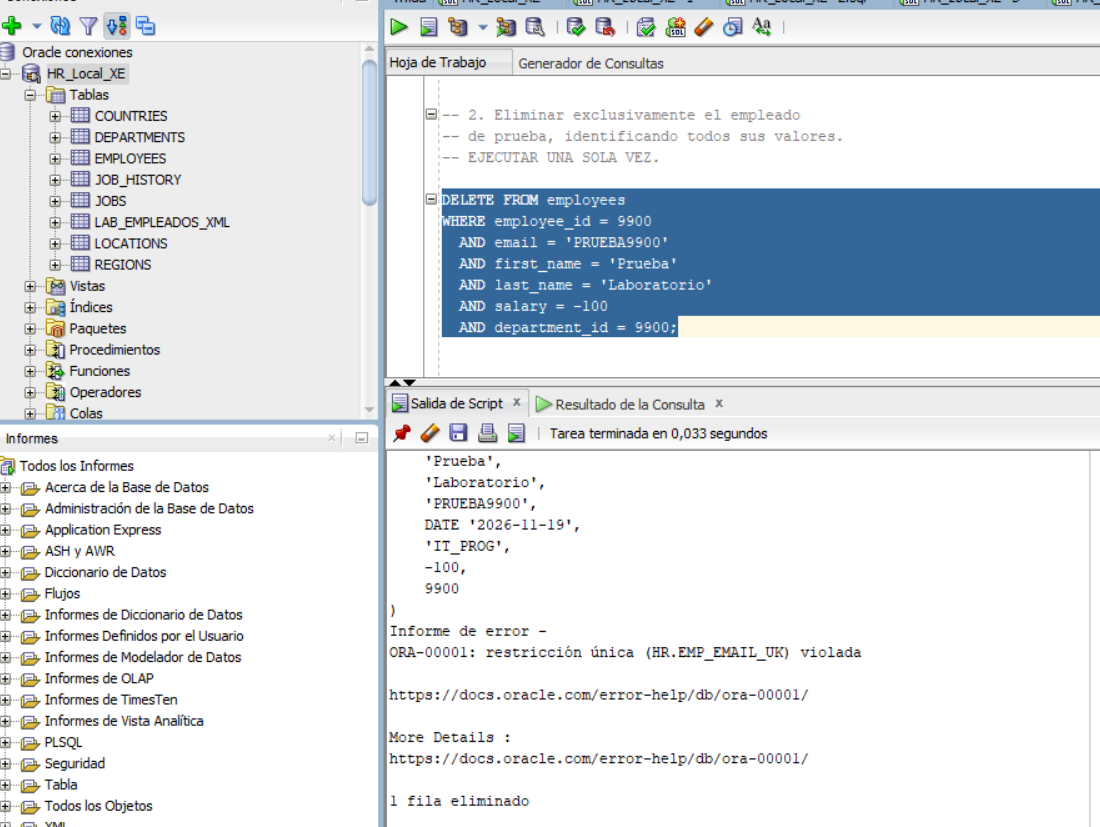 Oracle conexiones
HR_Local_XE
Tablas
COUNTRIES
DEPARTMENTS
EMPLOYEES
JOB_HISTORY
JOBS
LAB_EMPLEADOS_XML
LOCATIONS
REGIONS
Vistas
Índices
Paquetes
Procedimientos
Funciones
Operadores
Colas
Informes
Todos los Informes
Acerca de la Base de Datos
Administración de la Base de Datos
Application Express
ASH y AWR
Diccionario de Datos
Flujos
Informes de Diccionario de Datos
Informes Definidos por el Usuario
Informes de Modelador de Datos
Informes de OLAP
Informes de TimesTen
Informes de Vista Analítica
PLSQL
Seguridad
Tabla
Todos los Objetos
XML
Hoja de Trabajo
Generador de Consultas
-- 2. Eliminar exclusivamente el empleado
-- de prueba, identificando todos sus valores.
-- EJECUTAR UNA SOLA VEZ.
DELETE FROM employees
WHERE employee_id = 9900
AND email = 'PRUEBA9900'
AND first_name = 'Prueba'
AND last_name = 'Laboratorio'
AND salary = -100
AND department_id = 9900;
Salida de Script x
Resultado de la Consulta x
Tarea terminada en 0,033 segundos
'Prueba',
'Laboratorio',
'PRUEBA9900',
DATE '2026-11-19',
'IT_PROG',
-100,
9900
)
Informe de error -
ORA-00001: restricción única (HR.EMP_EMAIL_UK) violada
https://docs.oracle.com/error-help/db/ora-00001/
More Details :
https://docs.oracle.com/error-help/db/ora-00001/
1 fila eliminado